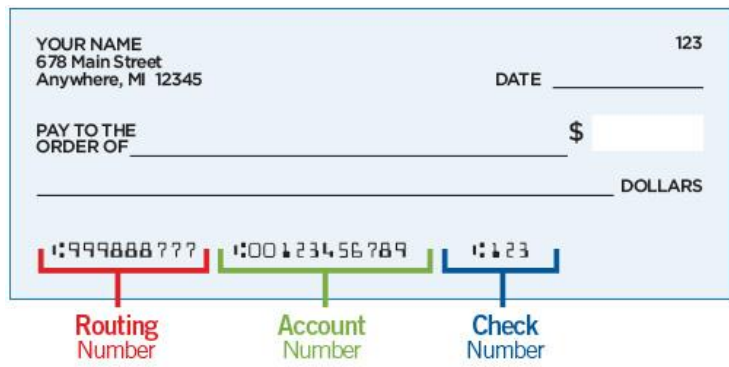 YOUR NAME 123
678 Main Street
Anywhere, MI 12345 DATE
PAY TO THE
ORDER OF $
DOLLARS
⑆999888777 ⑆00123456789 ⑆123
Routing Account Check
Number Number Number